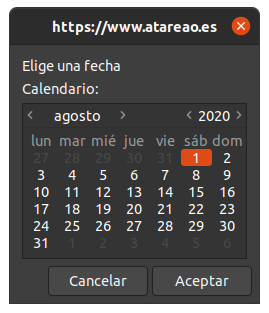 https://www.atareao.es
Elige una fecha
Calendario:
agosto 2020
lun mar mié jue vie sáb dom
27 28 29 30 31 1 2
3 4 5 6 7 8 9
10 11 12 13 14 15 16
17 18 19 20 21 22 23
24 25 26 27 28 29 30
31 1 2 3 4 5 6
Cancelar Aceptar